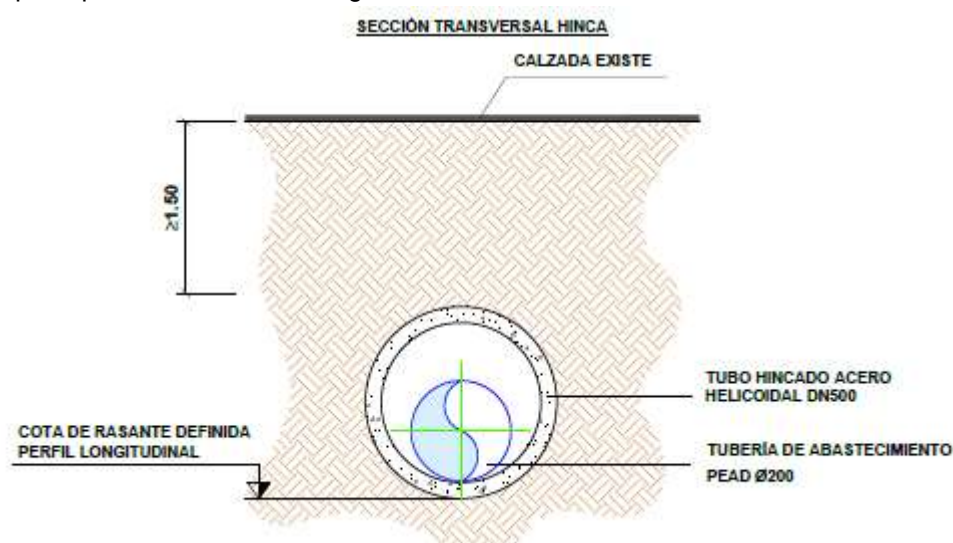 SECCIÓN TRANSVERSAL HINCA
CALZADA EXISTE
≥1.50
TUBO HINCADO ACERO
HELICOIDAL DN500
COTA DE RASANTE DEFINIDA
PERFIL LONGITUDINAL
TUBERÍA DE ABASTECIMIENTO
PEAD Ø200